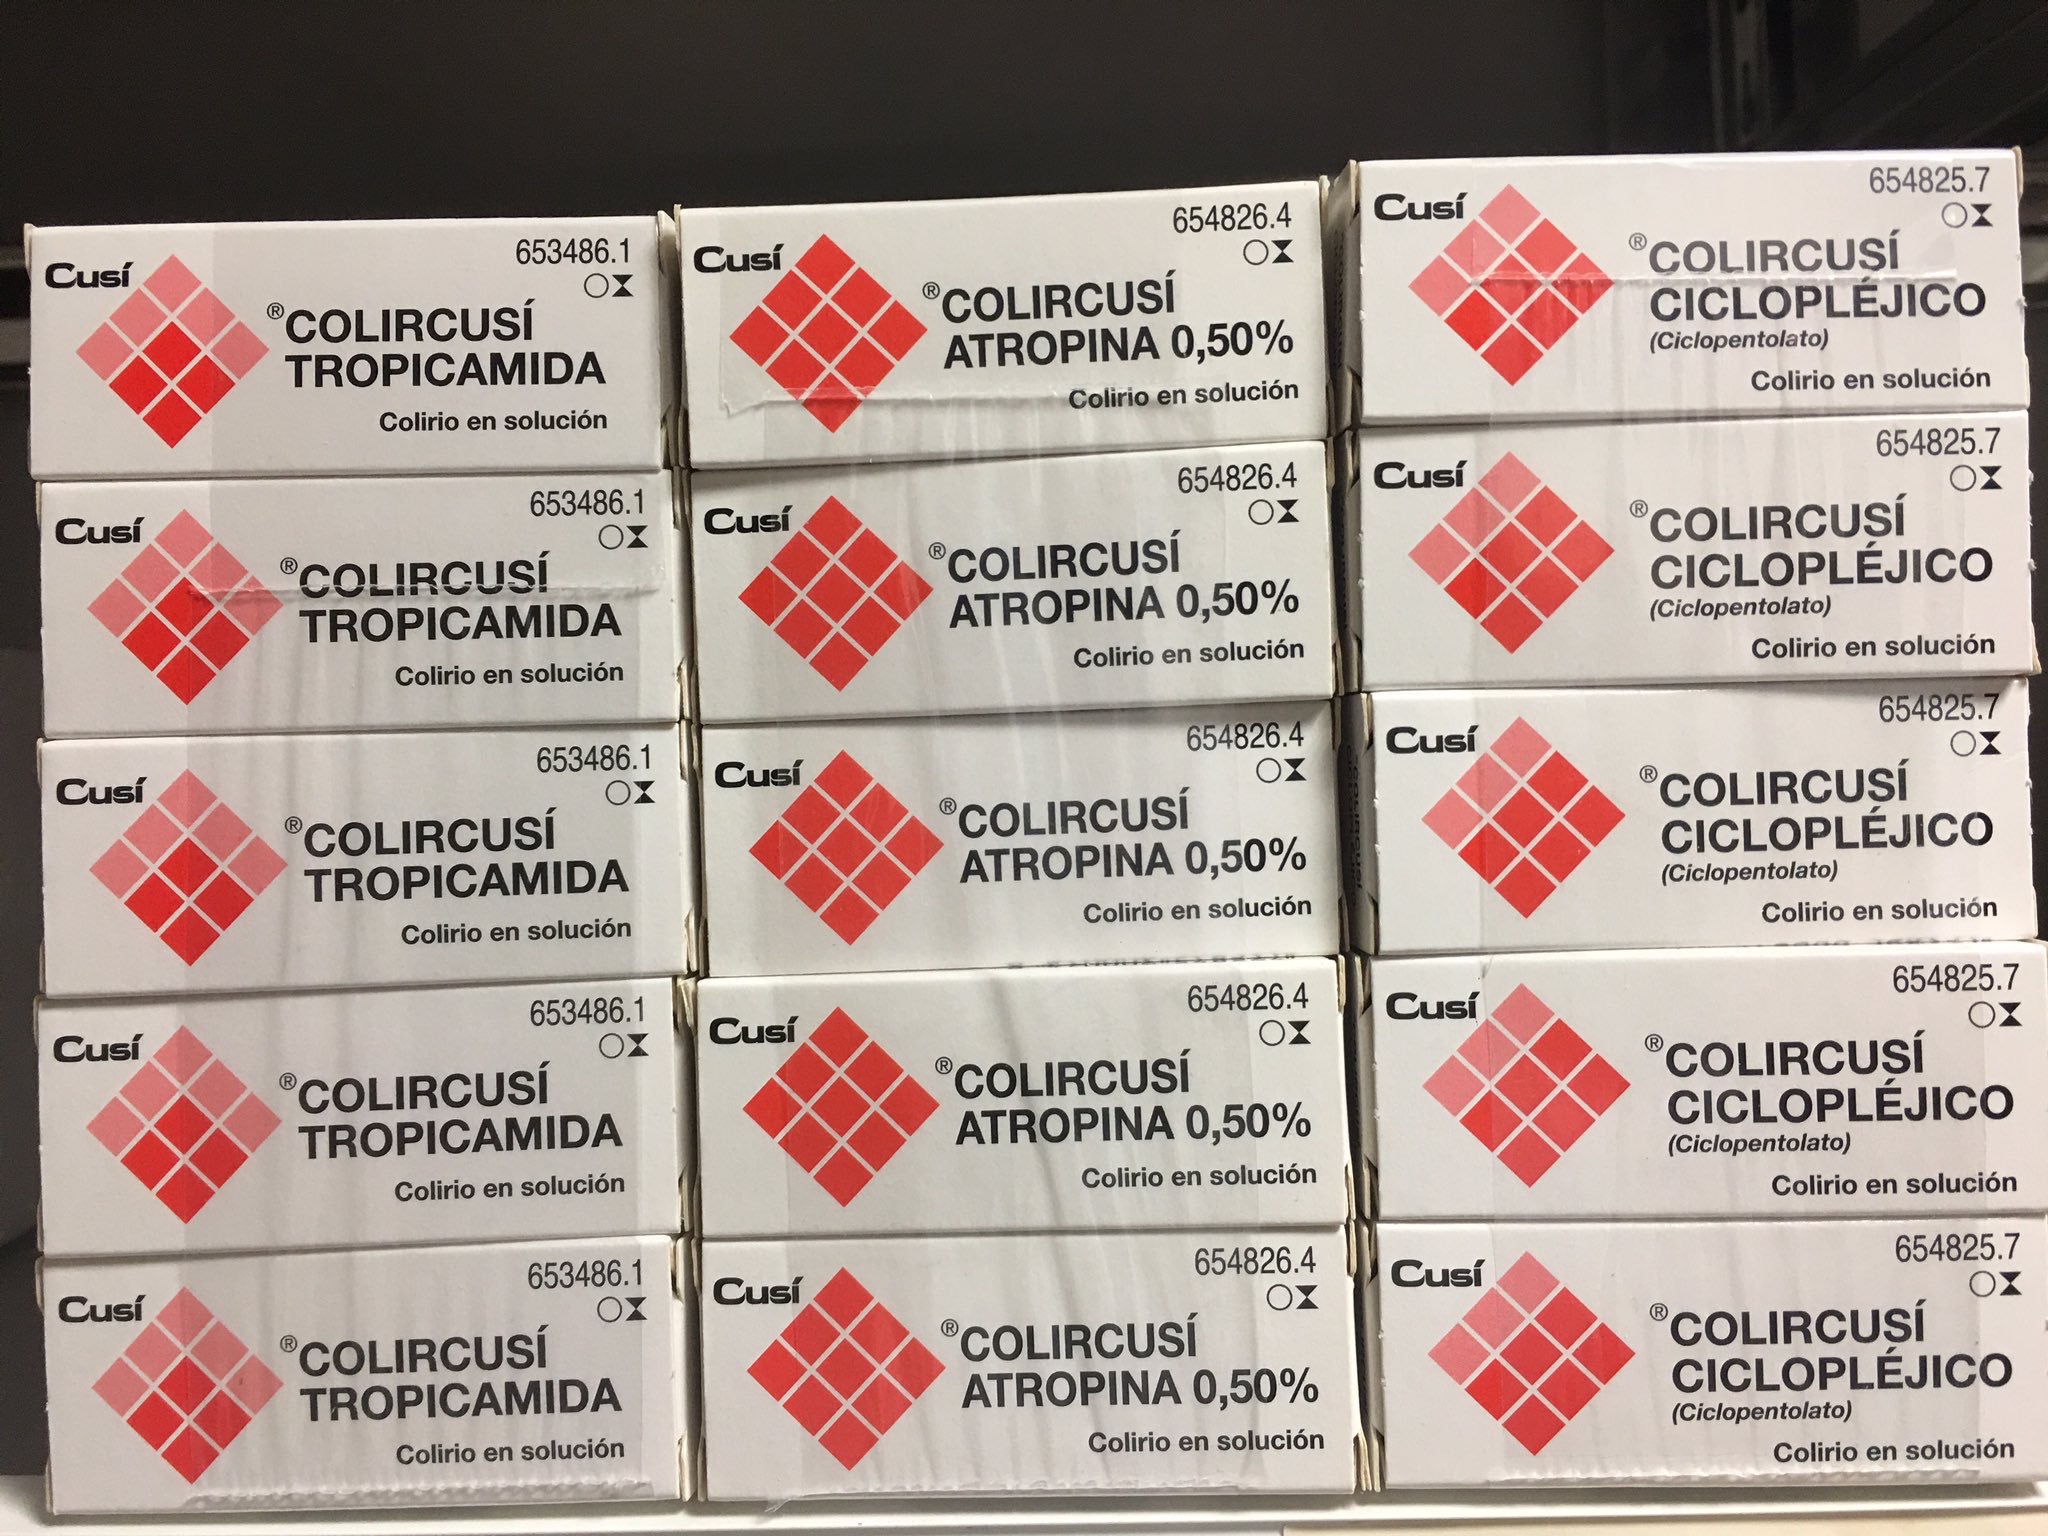 653486.1
Cusí
®COLIRCUSÍ
TROPICAMIDA
Colirio en solución
653486.1
Cusí
®COLIRCUSÍ
TROPICAMIDA
Colirio en solución
653486.1
Cusí
®COLIRCUSÍ
TROPICAMIDA
Colirio en solución
653486.1
Cusí
®COLIRCUSÍ
TROPICAMIDA
Colirio en solución
653486.1
Cusí
®COLIRCUSÍ
TROPICAMIDA
Colirio en solución
654826.4
Cusí
®COLIRCUSÍ
ATROPINA 0,50%
Colirio en solución
654826.4
Cusí
®COLIRCUSÍ
ATROPINA 0,50%
Colirio en solución
654826.4
Cusí
®COLIRCUSÍ
ATROPINA 0,50%
Colirio en solución
654826.4
Cusí
®COLIRCUSÍ
ATROPINA 0,50%
Colirio en solución
654826.4
Cusí
®COLIRCUSÍ
ATROPINA 0,50%
Colirio en solución
654825.7
Cusí
®COLIRCUSÍ
CICLOPLÉJICO
(Ciclopentolato)
Colirio en solución
654825.7
Cusí
®COLIRCUSÍ
CICLOPLÉJICO
(Ciclopentolato)
Colirio en solución
654825.7
Cusí
®COLIRCUSÍ
CICLOPLÉJICO
(Ciclopentolato)
Colirio en solución
654825.7
Cusí
®COLIRCUSÍ
CICLOPLÉJICO
(Ciclopentolato)
Colirio en solución
654825.7
Cusí
®COLIRCUSÍ
CICLOPLÉJICO
(Ciclopentolato)
Colirio en solución